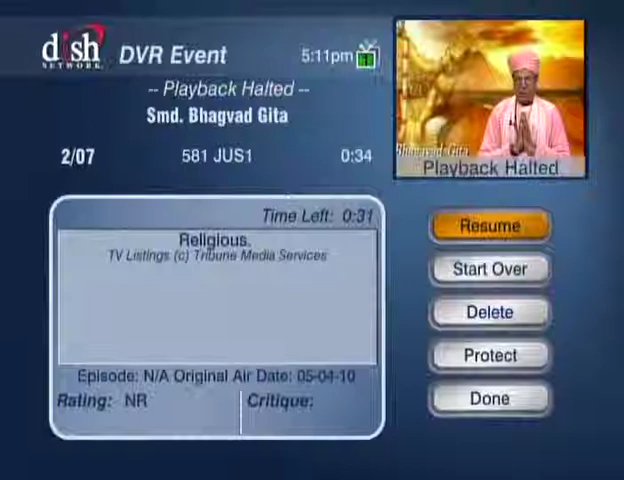 dish
NETWORK
DVR Event
5:11pm
-- Playback Halted --
Smd. Bhagvad Gita
2/07 581 JUS1 0:34
Bhagvad Gita
Playback Halted
Time Left: 0:31
Religious.
TV Listings (c) Tribune Media Services
Episode: N/A Original Air Date: 05-04-10
Rating: NR Critique:
Resume
Start Over
Delete
Protect
Done